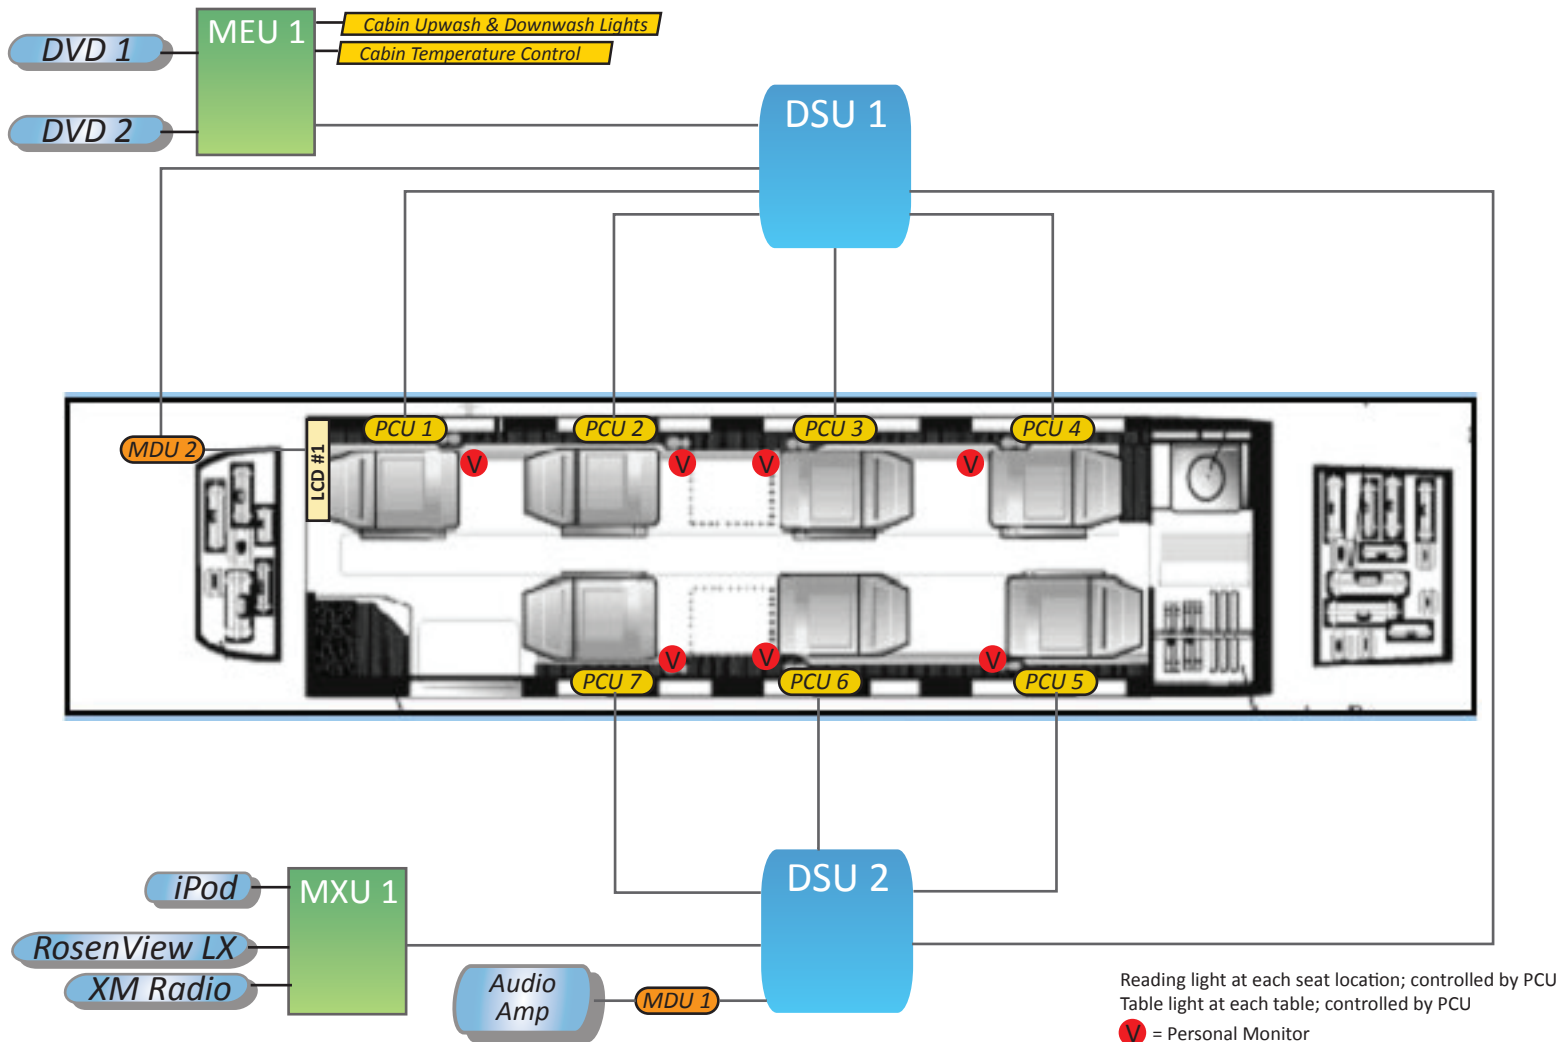 MEU 1
Cabin Upwash & Downwash Lights
DVD 1
Cabin Temperature Control
DVD 2
DSU 1
PCU 1
PCU 2
PCU 3
PCU 4
MDU 2
LCD #1
V
V
V
V
V
V
V
PCU 7
PCU 6
PCU 5
DSU 2
MXU 1
iPod
RosenView LX
XM Radio
Audio
Amp
MDU 1
Reading light at each seat location; controlled by PCU
Table light at each table; controlled by PCU
V = Personal Monitor